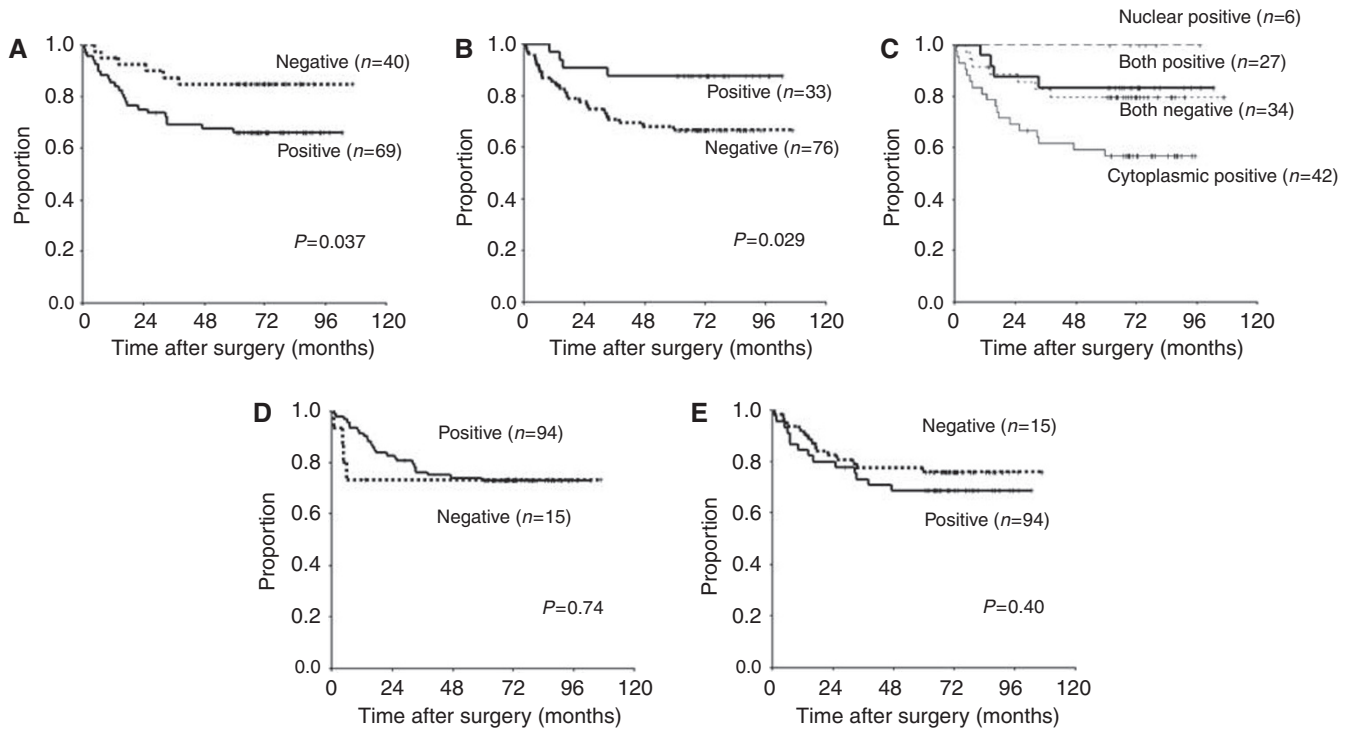 A
Proportion
1.0
0.8
0.6
0.4
0.2
0.0
Negative (n=40)
Positive (n=69)
P=0.037
0 24 48 72 96 120
Time after surgery (months)
B
Proportion
1.0
0.8
0.6
0.4
0.2
0.0
Positive (n=33)
Negative (n=76)
P=0.029
0 24 48 72 96 120
Time after surgery (months)
C
Proportion
1.0
0.8
0.6
0.4
0.2
0.0
Nuclear positive (n=6)
Both positive (n=27)
Both negative (n=34)
Cytoplasmic positive (n=42)
0 24 48 72 96 120
Time after surgery (months)
D
Proportion
1.0
0.8
0.6
0.4
0.2
0.0
Positive (n=94)
Negative (n=15)
P=0.74
0 24 48 72 96 120
Time after surgery (months)
E
Proportion
1.0
0.8
0.6
0.4
0.2
0.0
Negative (n=15)
Positive (n=94)
P=0.40
0 24 48 72 96 120
Time after surgery (months)